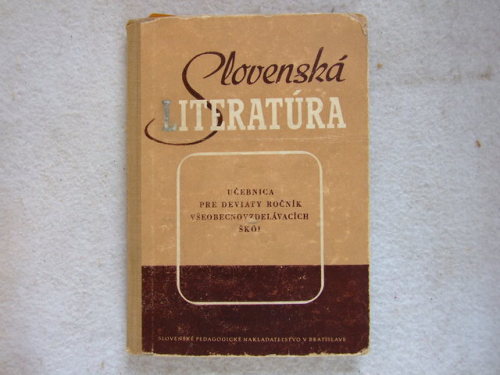 Slovenská
LITERATÚRA
UČEBNICA
PRE DEVIATY ROČNÍK
VŠEOBECNOVZDELÁVACÍCH
ŠKÔL
SLOVENSKÉ PEDAGOGICKÉ NAKLADATEĽSTVO V BRATISLAVE